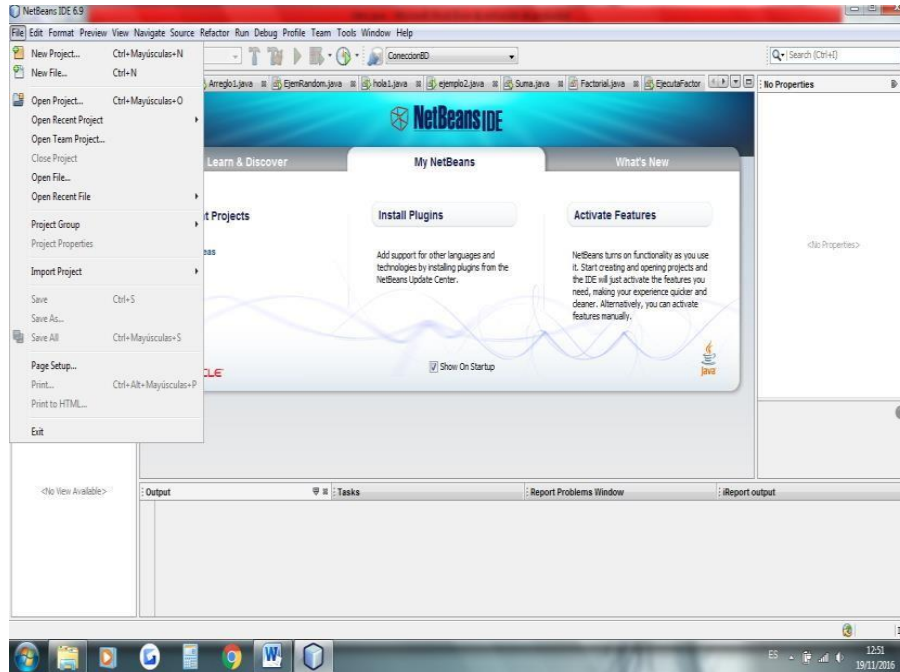 NetBeans IDE 6.9
File Edit Format Preview View Navigate Source Refactor Run Debug Profile Team Tools Window Help
New Project... Ctrl+Mayúsculas+N
New File... Ctrl+N
Open Project... Ctrl+Mayúsculas+O
Open Recent Project
Open Team Project...
Close Project
Open File...
Open Recent File
Project Group
Project Properties
Import Project
Save Ctrl+S
Save As...
Save All Ctrl+Mayúsculas+S
Page Setup...
Print... Ctrl+Alt+Mayúsculas+P
Print to HTML...
Exit
ConeccionBD
Search (Ctrl+I)
Arreglo1.java EjemRandom.java hola1.java ejemplo2.java Suma.java Factorial.java EjecutaFactor
No Properties
<No Properties>
NetBeans IDE
Learn & Discover My NetBeans What's New
t Projects
eas
Install Plugins
Add support for other languages and
technologies by installing plugins from the
NetBeans Update Center.
Activate Features
NetBeans turns on functionality as you use
it. Start creating and opening projects and
the IDE will just activate the features you
need, making your experience quicker and
cleaner. Alternatively, you can activate
features manually.
CLE
Show On Startup
Java
<No View Available>
Output Tasks Report Problems Window iReport output
ES 12:51
19/11/2016